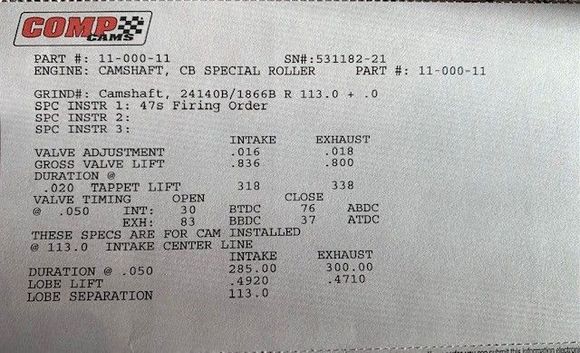 COMP
CAMS
PART #: 11-000-11 SN#:531182-21
ENGINE: CAMSHAFT, CB SPECIAL ROLLER PART #: 11-000-11
GRIND#: Camshaft, 24140B/1866B R 113.0 + .0
SPC INSTR 1: 47s Firing Order
SPC INSTR 2:
SPC INSTR 3:
INTAKE EXHAUST
VALVE ADJUSTMENT .016 .018
GROSS VALVE LIFT .836 .800
DURATION @
.020 TAPPET LIFT 318 338
VALVE TIMING OPEN CLOSE
@ .050 INT: 30 BTDC 76 ABDC
EXH: 83 BBDC 37 ATDC
THESE SPECS ARE FOR CAM INSTALLED
@ 113.0 INTAKE CENTER LINE
INTAKE EXHAUST
DURATION @ .050 285.00 300.00
LOBE LIFT .4920 .4710
LOBE SEPARATION 113.0